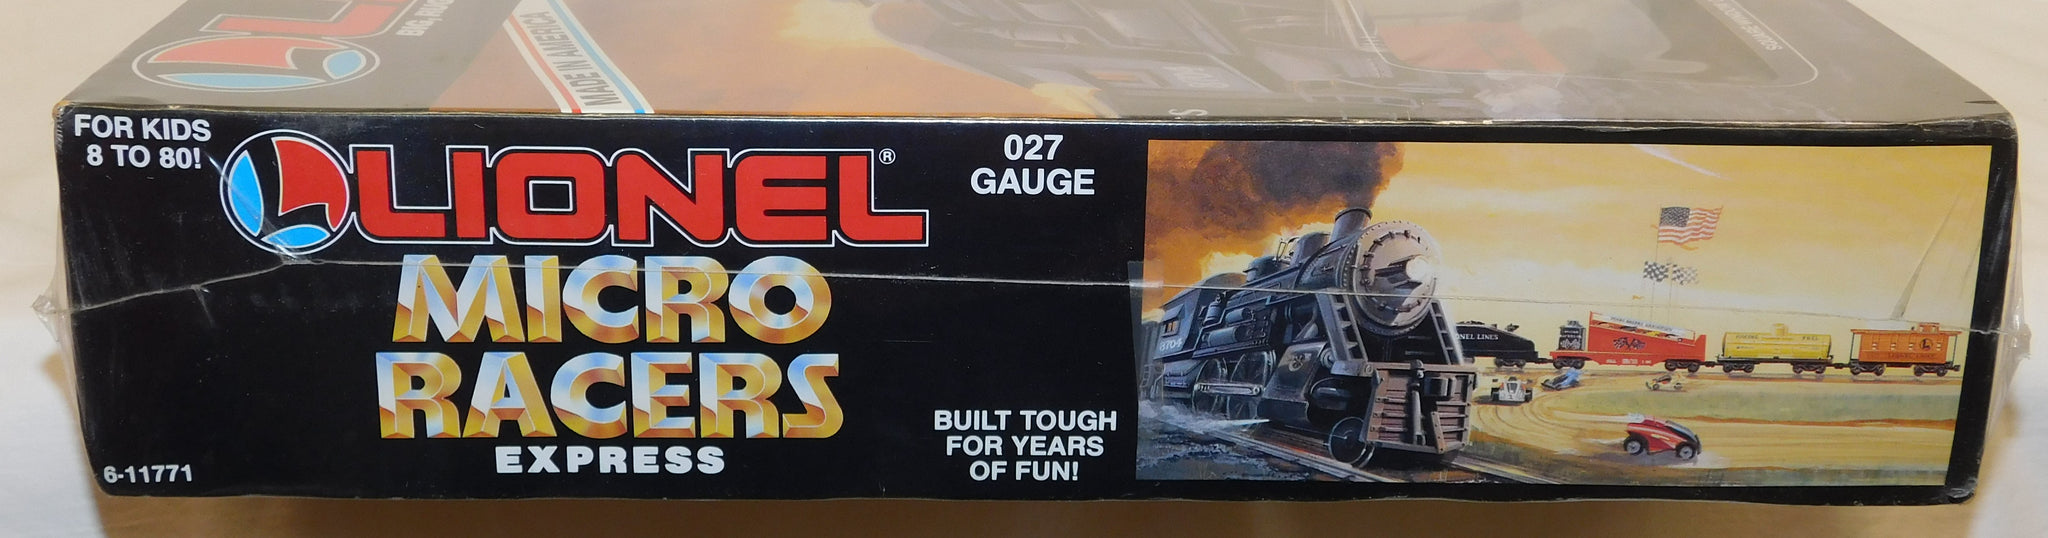 MADE IN AMERICA
FOR KIDS
8 TO 80!
LIONEL®
MICRO
RACERS
EXPRESS
6-11771
027
GAUGE
BUILT TOUGH
FOR YEARS
OF FUN!
8704
LINES